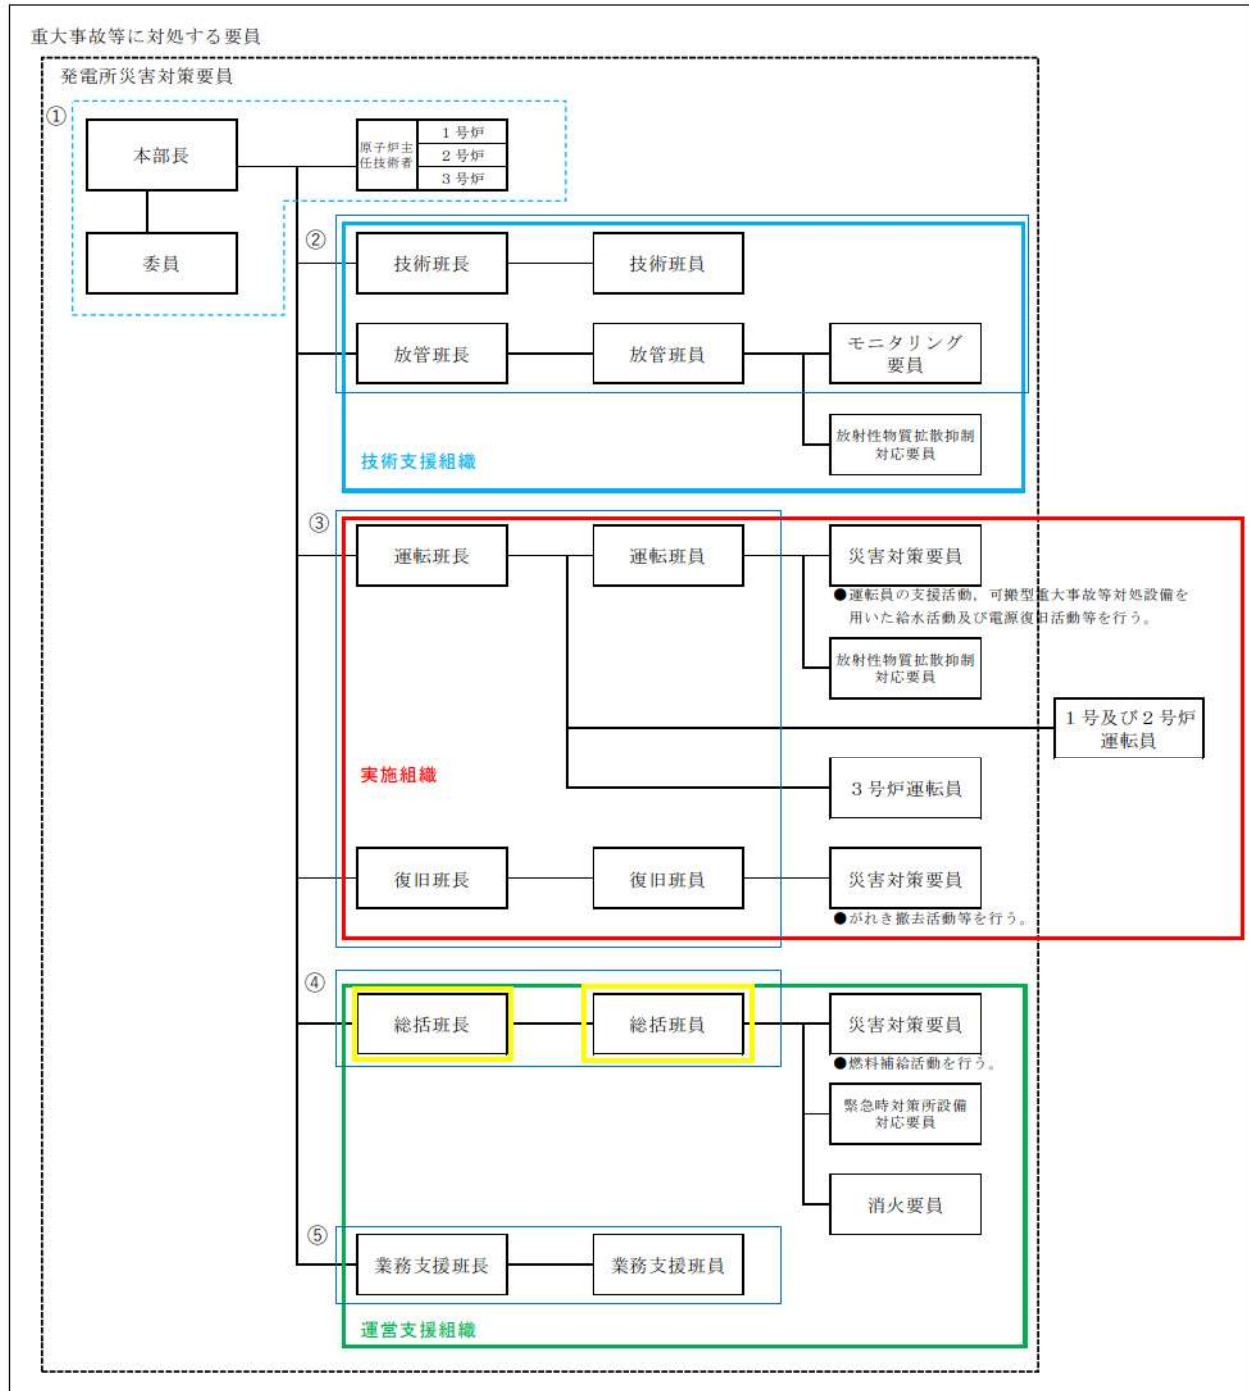 重大事故等に対処する要員
発電所災害対策要員
①
本部長
原子炉主
任技術者
1号炉
2号炉
3号炉
委員
②
技術班長
技術班員
放管班長
放管班員
モニタリング
要員
放射性物質拡散抑制
対応要員
技術支援組織
③
運転班長
運転班員
災害対策要員
●運転員の支援活動，可搬型重大事故等対処設備を
用いた給水活動及び電源復旧活動等を行う。
放射性物質拡散抑制
対応要員
1号及び2号炉
運転員
実施組織
3号炉運転員
復旧班長
復旧班員
災害対策要員
●がれき撤去活動等を行う。
④
総括班長
総括班員
災害対策要員
●燃料補給活動を行う。
緊急時対策所設備
対応要員
消火要員
⑤
業務支援班長
業務支援班員
運営支援組織